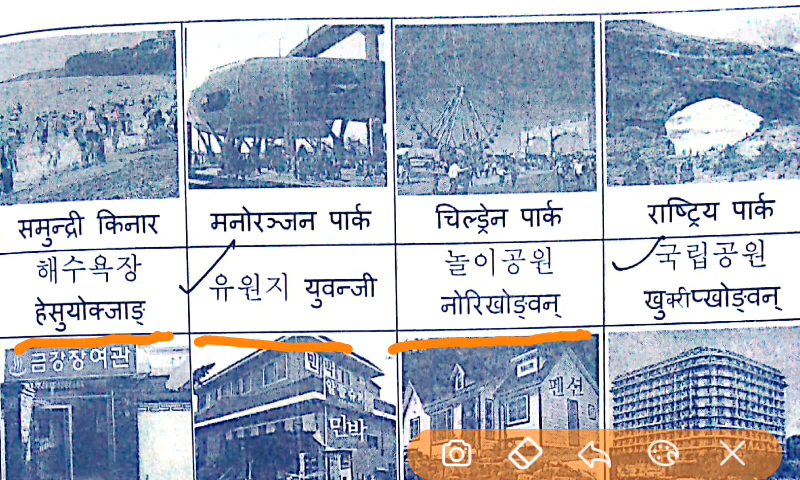 समुन्द्री किनार
मनोरञ्जन पार्क
चिल्ड्रेन पार्क
राष्ट्रिय पार्क
해수욕장
हेसुयोक्जाङ्
유원지 युवन्जी
놀이공원
नोरिखोङ्वन्
국립공원
खुक्रीप्खोङ्वन्
금강장여관
민박
펜션